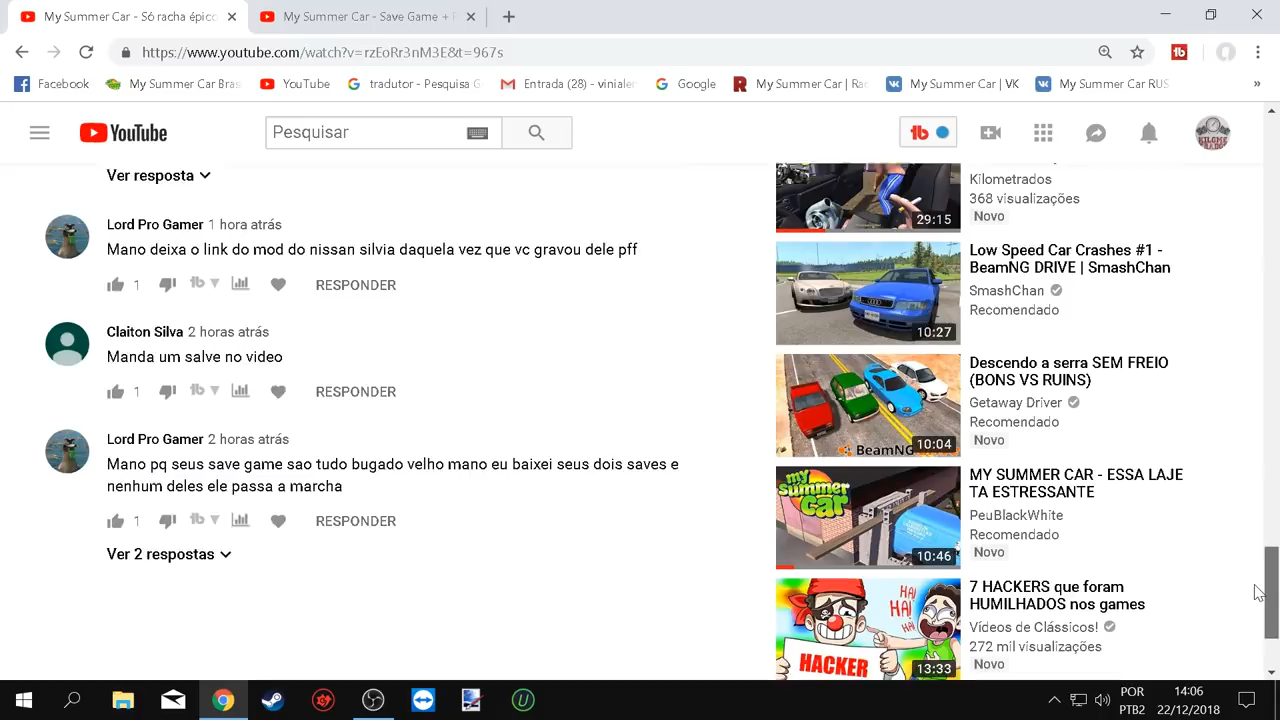 My Summer Car - Só racha épic
My Summer Car - Save Game +
https://www.youtube.com/watch?v=rzEoRr3nM3E&t=967s
Facebook
My Summer Car Bras
YouTube
tradutor - Pesquisa G
Entrada (28) - vinialen
Google
My Summer Car | Ra
My Summer Car | VK
My Summer Car RUS
»
YouTube
Pesquisar
tb
Ver resposta
Lord Pro Gamer 1 hora atrás
Mano deixa o link do mod do nissan silvia daquela vez que vc gravou dele pff
1
RESPONDER
Claiton Silva 2 horas atrás
Manda um salve no video
1
RESPONDER
Lord Pro Gamer 2 horas atrás
Mano pq seus save game sao tudo bugado velho mano eu baixei seus dois saves e
nenhum deles ele passa a marcha
1
RESPONDER
Ver 2 respostas
Kilometrados
368 visualizações
Novo
29:15
Low Speed Car Crashes #1 -
BeamNG DRIVE | SmashChan
SmashChan
Recomendado
10:27
Descendo a serra SEM FREIO
(BONS VS RUINS)
Getaway Driver
Recomendado
Novo
BeamNG
10:04
MY SUMMER CAR - ESSA LAJE
TA ESTRESSANTE
PeuBlackWhite
Recomendado
Novo
my
summer
car
10:46
7 HACKERS que foram
HUMILHADOS nos games
Vídeos de Clássicos!
272 mil visualizações
Novo
HA!
HA!
HA!
HACKER
13:33
POR
PTB2
14:06
22/12/2018